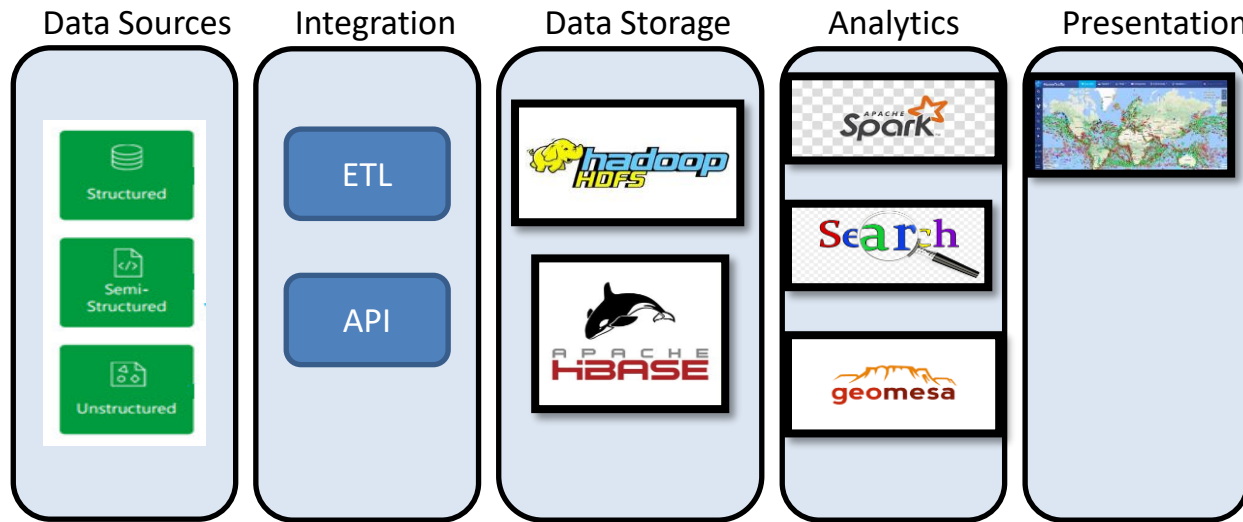 Data Sources
Integration
Data Storage
Analytics
Presentation
Structured
Semi-
Structured
Unstructured
ETL
API
hadoop
HDFS
APACHE
HBASE
APACHE
Spark
Search
geomesa